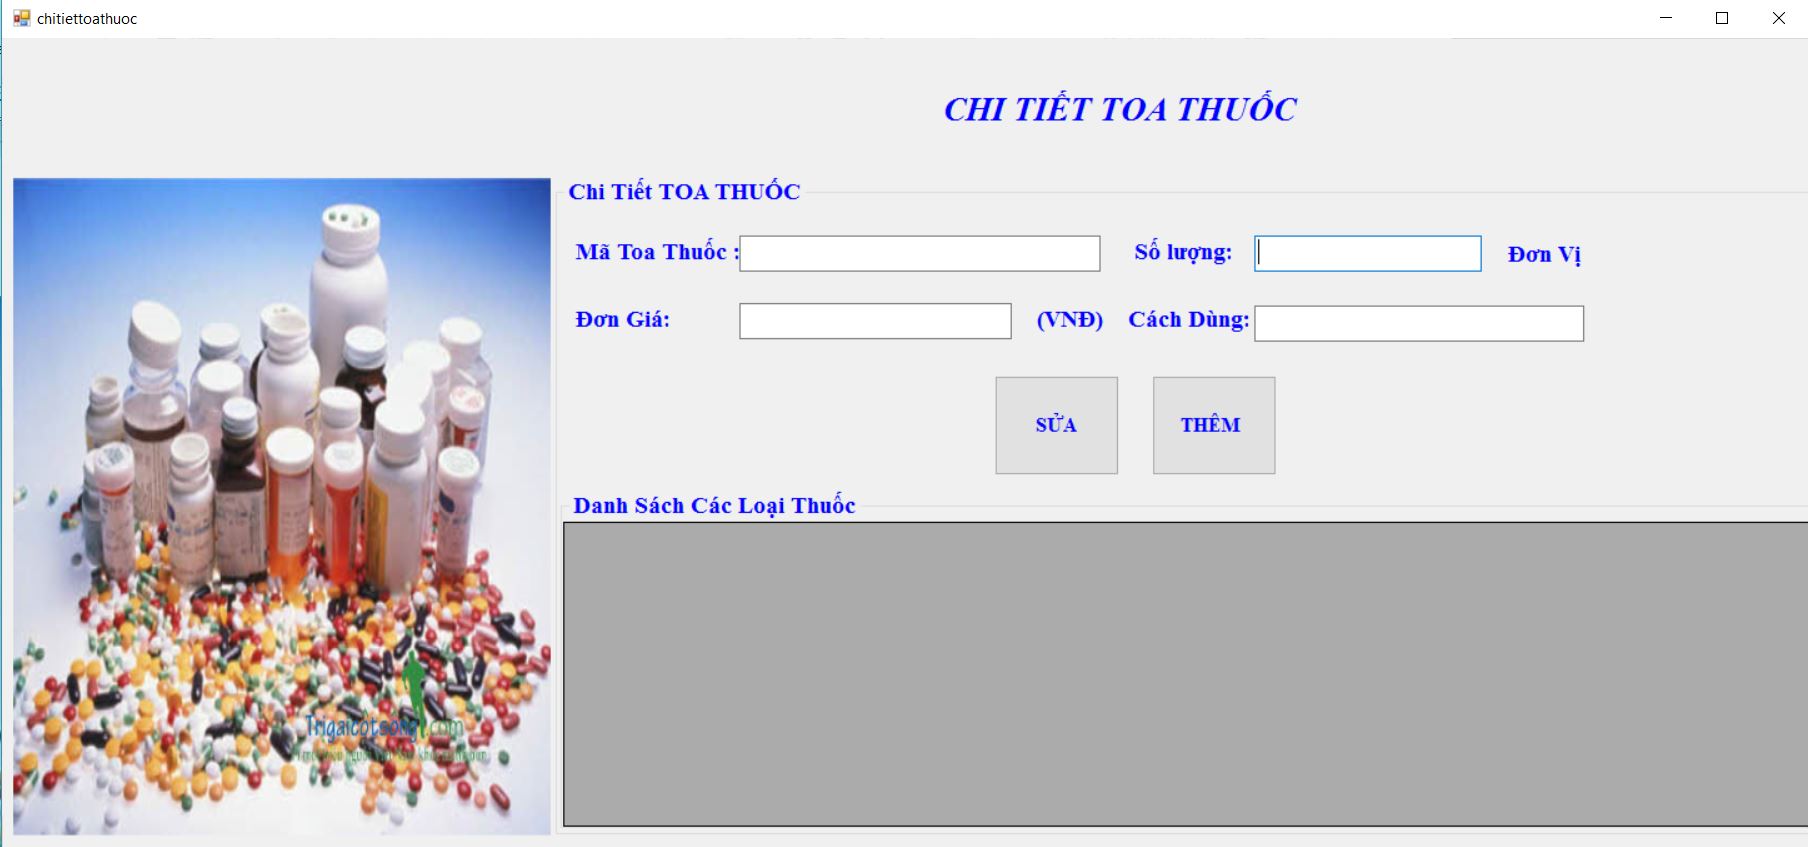 chitiettoathuoc
CHI TIẾT TOA THUỐC
Chi Tiết TOA THUỐC
Mã Toa Thuốc :
Số lượng:
Đơn Vị
Đơn Giá:
(VNĐ)
Cách Dùng:
SỬA
THÊM
Danh Sách Các Loại Thuốc
Trigaicotsong.com